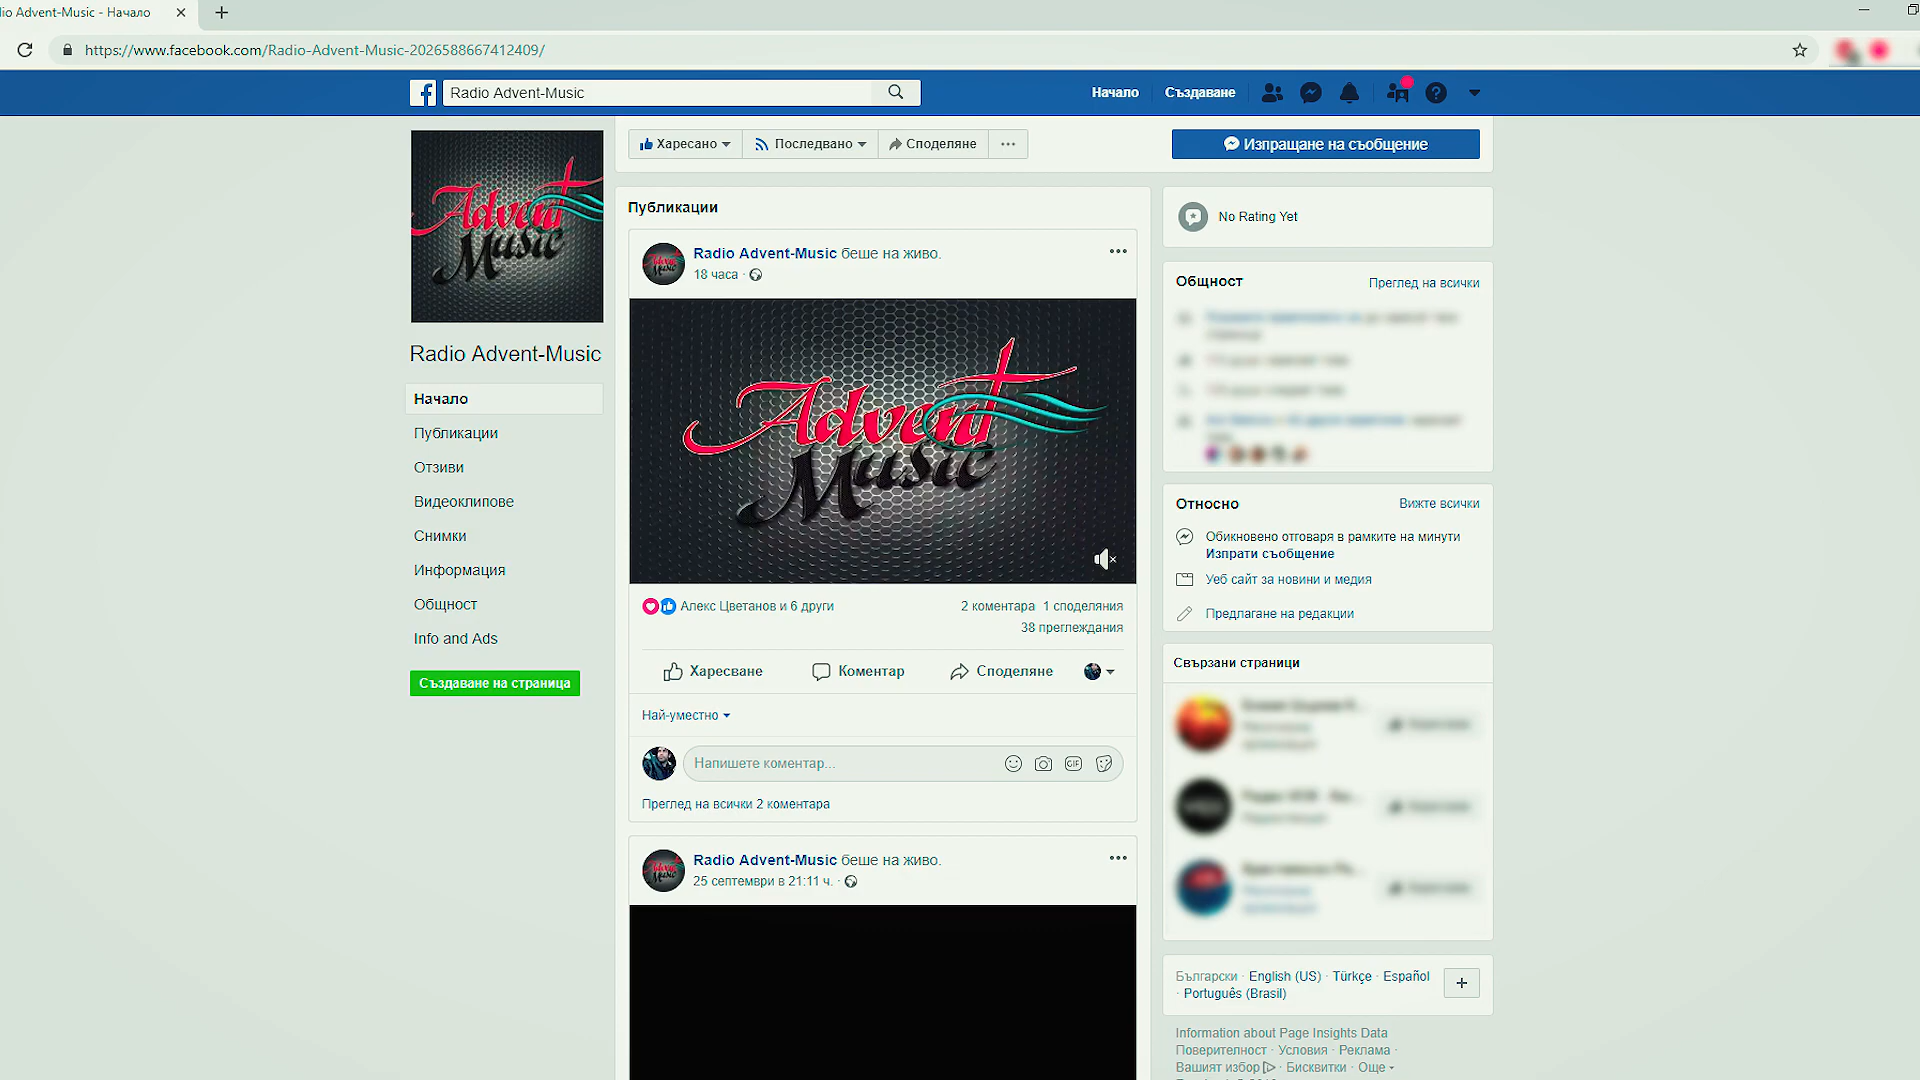 io Advent-Music - Начало
https://www.facebook.com/Radio-Advent-Music-2026588667412409/
Radio Advent-Music
Начало
Създаване
Харесано
Последвано
Споделяне
Изпращане на съобщение
Advent
Music
Radio Advent-Music
Начало
Публикации
Отзиви
Видеоклипове
Снимки
Информация
Общност
Info and Ads
Създаване на страница
Публикации
Radio Advent-Music беше на живо.
18 часа ·
Advent
Music
Алекс Цветанов и 6 други
2 коментара 1 споделяния
38 преглеждания
Харесване
Коментар
Споделяне
Най-уместно
Напишете коментар...
GIF
Преглед на всички 2 коментара
Radio Advent-Music беше на живо.
25 септември в 21:11 ч. ·
No Rating Yet
Общност
Преглед на всички
Относно
Вижте всички
Обикновено отговаря в рамките на минути
Изпрати съобщение
Уеб сайт за новини и медия
Предлагане на редакции
Свързани страници
Български · English (US) · Türkçe · Español
· Português (Brasil)
Information about Page Insights Data
Поверителност · Условия · Реклама ·
Вашият избор · Бисквитки · Още